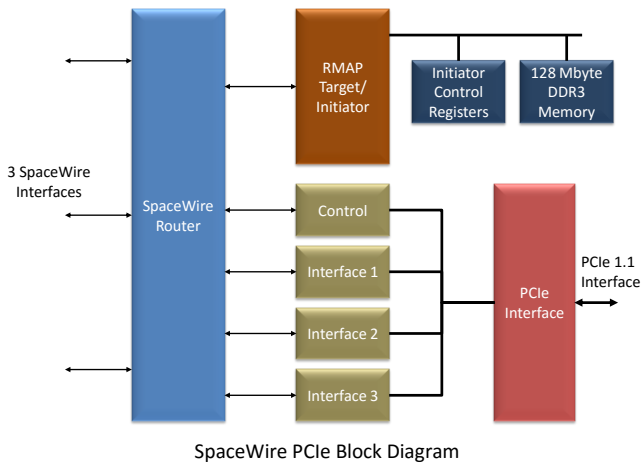 3 SpaceWire
Interfaces
SpaceWire
Router
RMAP
Target/
Initiator
Initiator
Control
Registers
128 Mbyte
DDR3
Memory
Control
Interface 1
Interface 2
Interface 3
PCIe
Interface
PCIe 1.1
Interface
SpaceWire PCIe Block Diagram